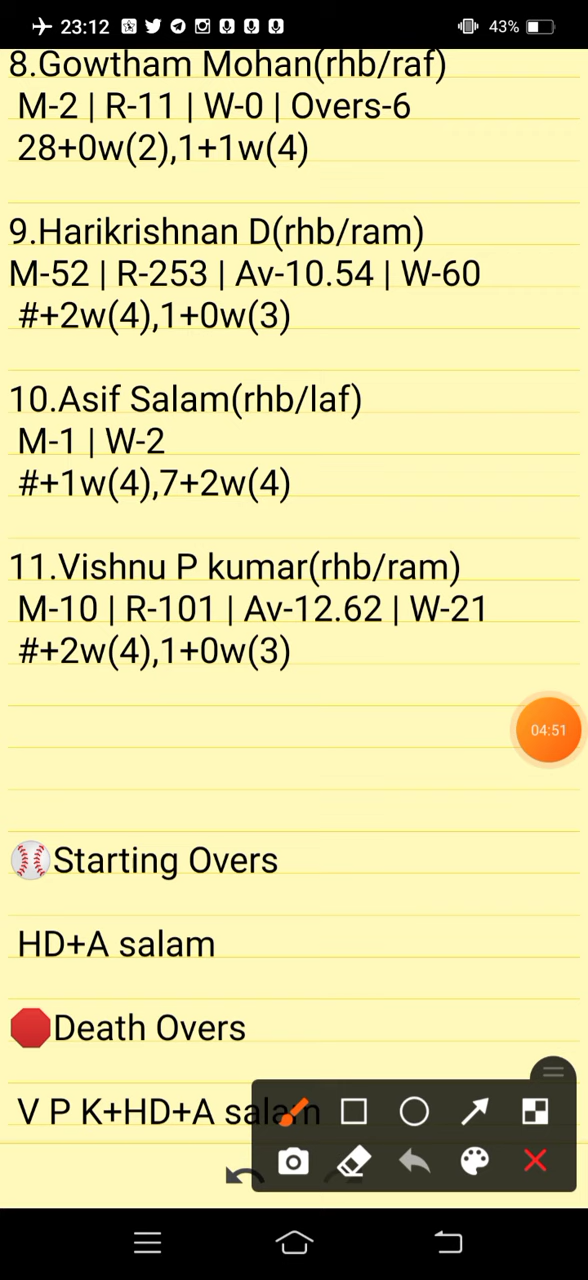 23:12
43%
8.Gowtham Mohan(rhb/raf)
M-2 | R-11 | W-0 | Overs-6
28+0w(2),1+1w(4)
9.Harikrishnan D(rhb/ram)
M-52 | R-253 | Av-10.54 | W-60
#+2w(4),1+0w(3)
10.Asif Salam(rhb/laf)
M-1 | W-2
#+1w(4),7+2w(4)
11.Vishnu P kumar(rhb/ram)
M-10 | R-101 | Av-12.62 | W-21
#+2w(4),1+0w(3)
04:51
Starting Overs
HD+A salam
Death Overs
V P K+HD+A salam